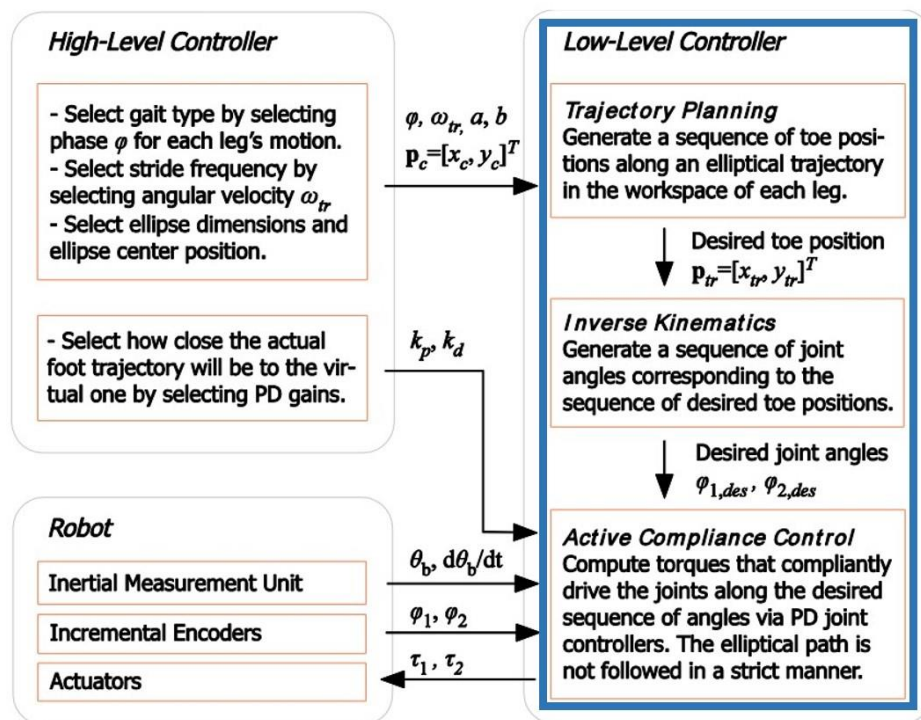 High-Level Controller
- Select gait type by selecting
phase φ for each leg's motion.
- Select stride frequency by
selecting angular velocity ω_tr
- Select ellipse dimensions and
ellipse center position.
- Select how close the actual
foot trajectory will be to the vir-
tual one by selecting PD gains.
φ, ω_tr, a, b
p_c=[x_c, y_c]^T
k_p, k_d
Low-Level Controller
Trajectory Planning
Generate a sequence of toe posi-
tions along an elliptical trajectory
in the workspace of each leg.
Desired toe position
p_tr=[x_tr, y_tr]^T
Inverse Kinematics
Generate a sequence of joint
angles corresponding to the
sequence of desired toe positions.
Desired joint angles
φ_1,des, φ_2,des
Active Compliance Control
Compute torques that compliantly
drive the joints along the desired
sequence of angles via PD joint
controllers. The elliptical path is
not followed in a strict manner.
Robot
Inertial Measurement Unit
Incremental Encoders
Actuators
θ_b, dθ_b/dt
φ_1, φ_2
τ_1, τ_2